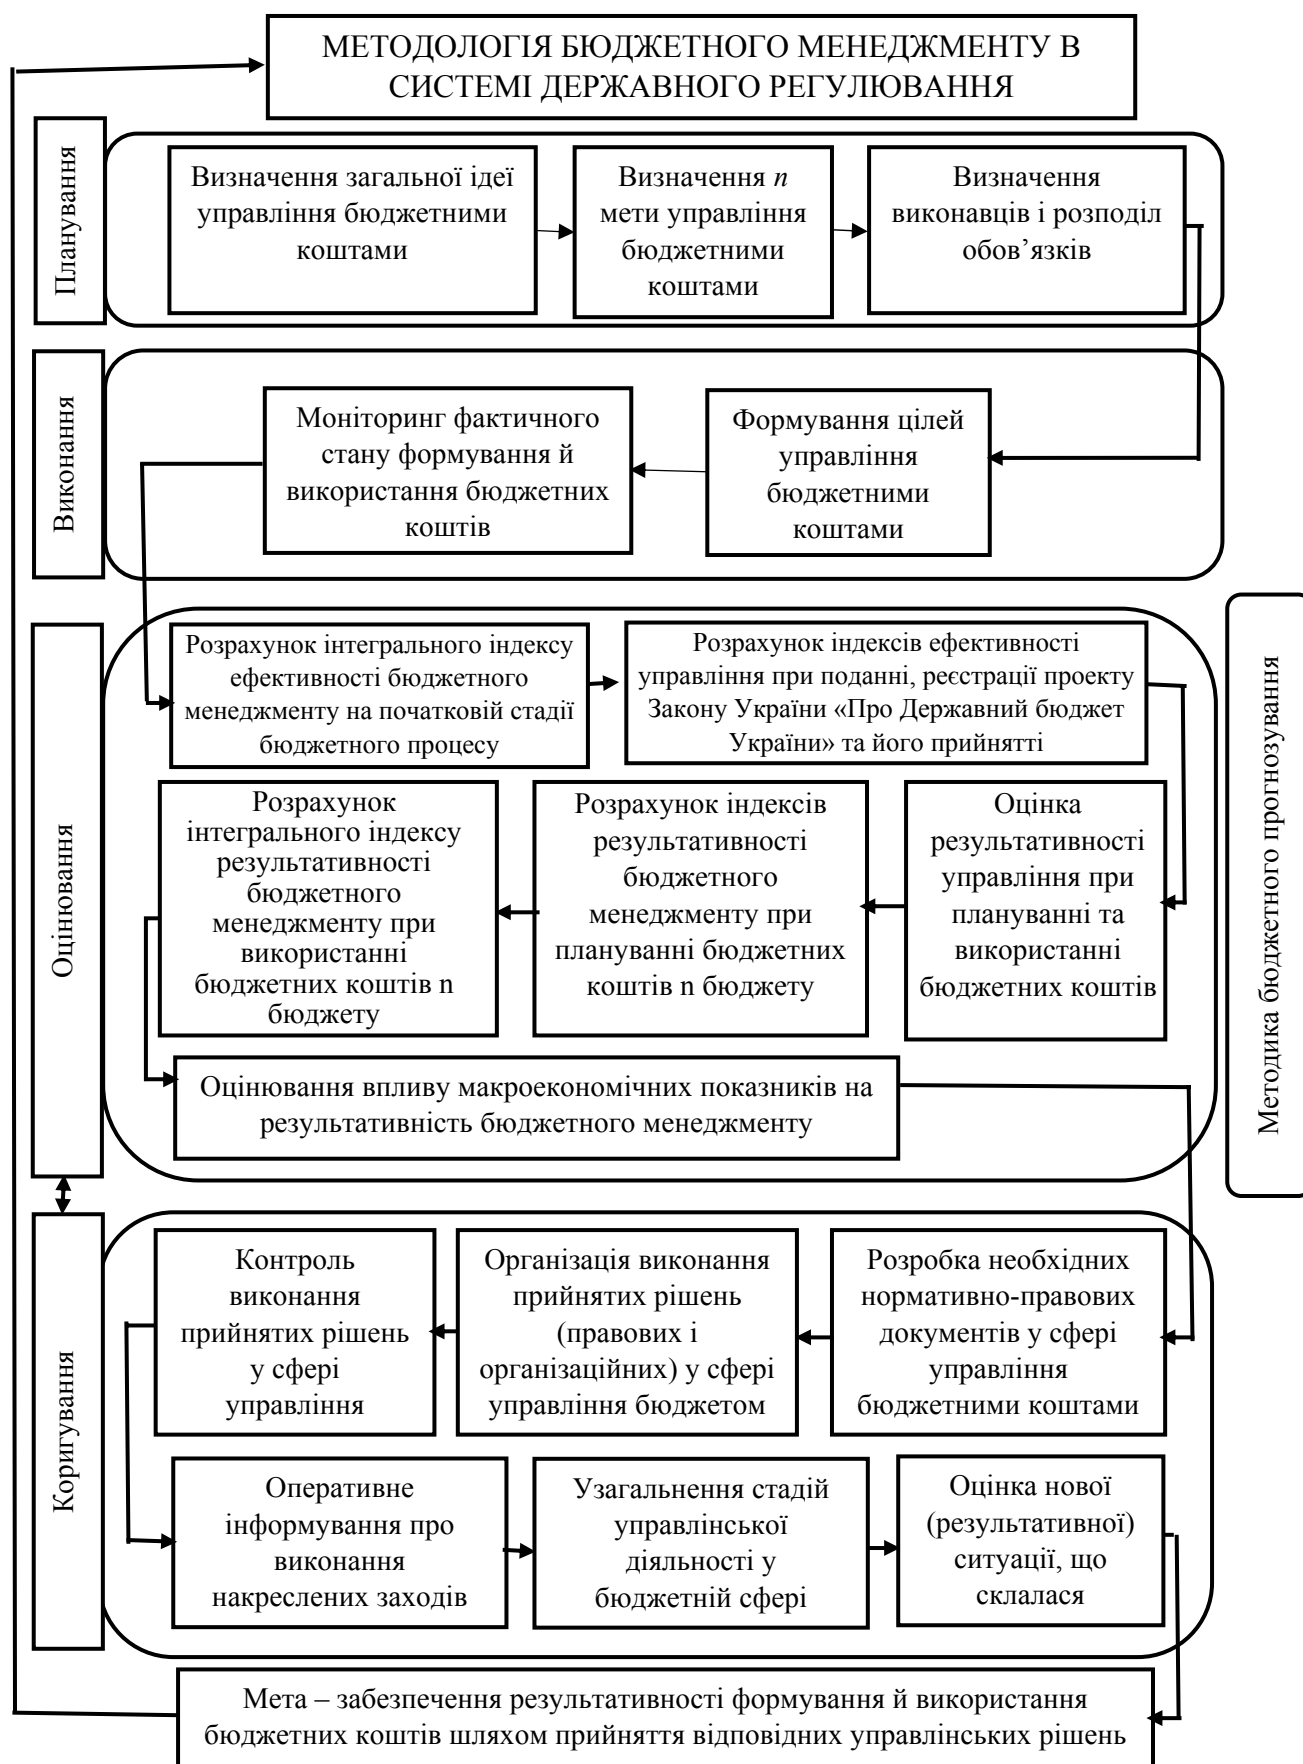 МЕТОДОЛОГІЯ БЮДЖЕТНОГО МЕНЕДЖМЕНТУ В
СИСТЕМІ ДЕРЖАВНОГО РЕГУЛЮВАННЯ
Планування
Визначення загальної ідеї
управління бюджетними
коштами
Визначення n
мети управління
бюджетними
коштами
Визначення
виконавців і розподіл
обов’язків
Виконання
Моніторинг фактичного
стану формування й
використання бюджетних
коштів
Формування цілей
управління
бюджетними
коштами
Оцінювання
Розрахунок інтегрального індексу
ефективності бюджетного
менеджменту на початковій стадії
бюджетного процесу
Розрахунок індексів ефективності
управління при поданні, реєстрації проекту
Закону України «Про Державний бюджет
України» та його прийнятті
Розрахунок
інтегрального індексу
результативності
бюджетного
менеджменту при
використанні
бюджетних коштів n
бюджету
Розрахунок індексів
результативності
бюджетного
менеджменту при
плануванні бюджетних
коштів n бюджету
Оцінка
результативності
управління при
плануванні та
використанні
бюджетних коштів
Оцінювання впливу макроекономічних показників на
результативність бюджетного менеджменту
Методика бюджетного прогнозування
Коригування
Контроль
виконання
прийнятих рішень
у сфері
управління
Організація виконання
прийнятих рішень
(правових і
організаційних) у сфері
управління бюджетом
Розробка необхідних
нормативно-правових
документів у сфері
управління
бюджетними коштами
Оперативне
інформування про
виконання
накреслених заходів
Узагальнення стадій
управлінської
діяльності у
бюджетній сфері
Оцінка нової
(результативної)
ситуації, що
склалася
Мета – забезпечення результативності формування й використання
бюджетних коштів шляхом прийняття відповідних управлінських рішень